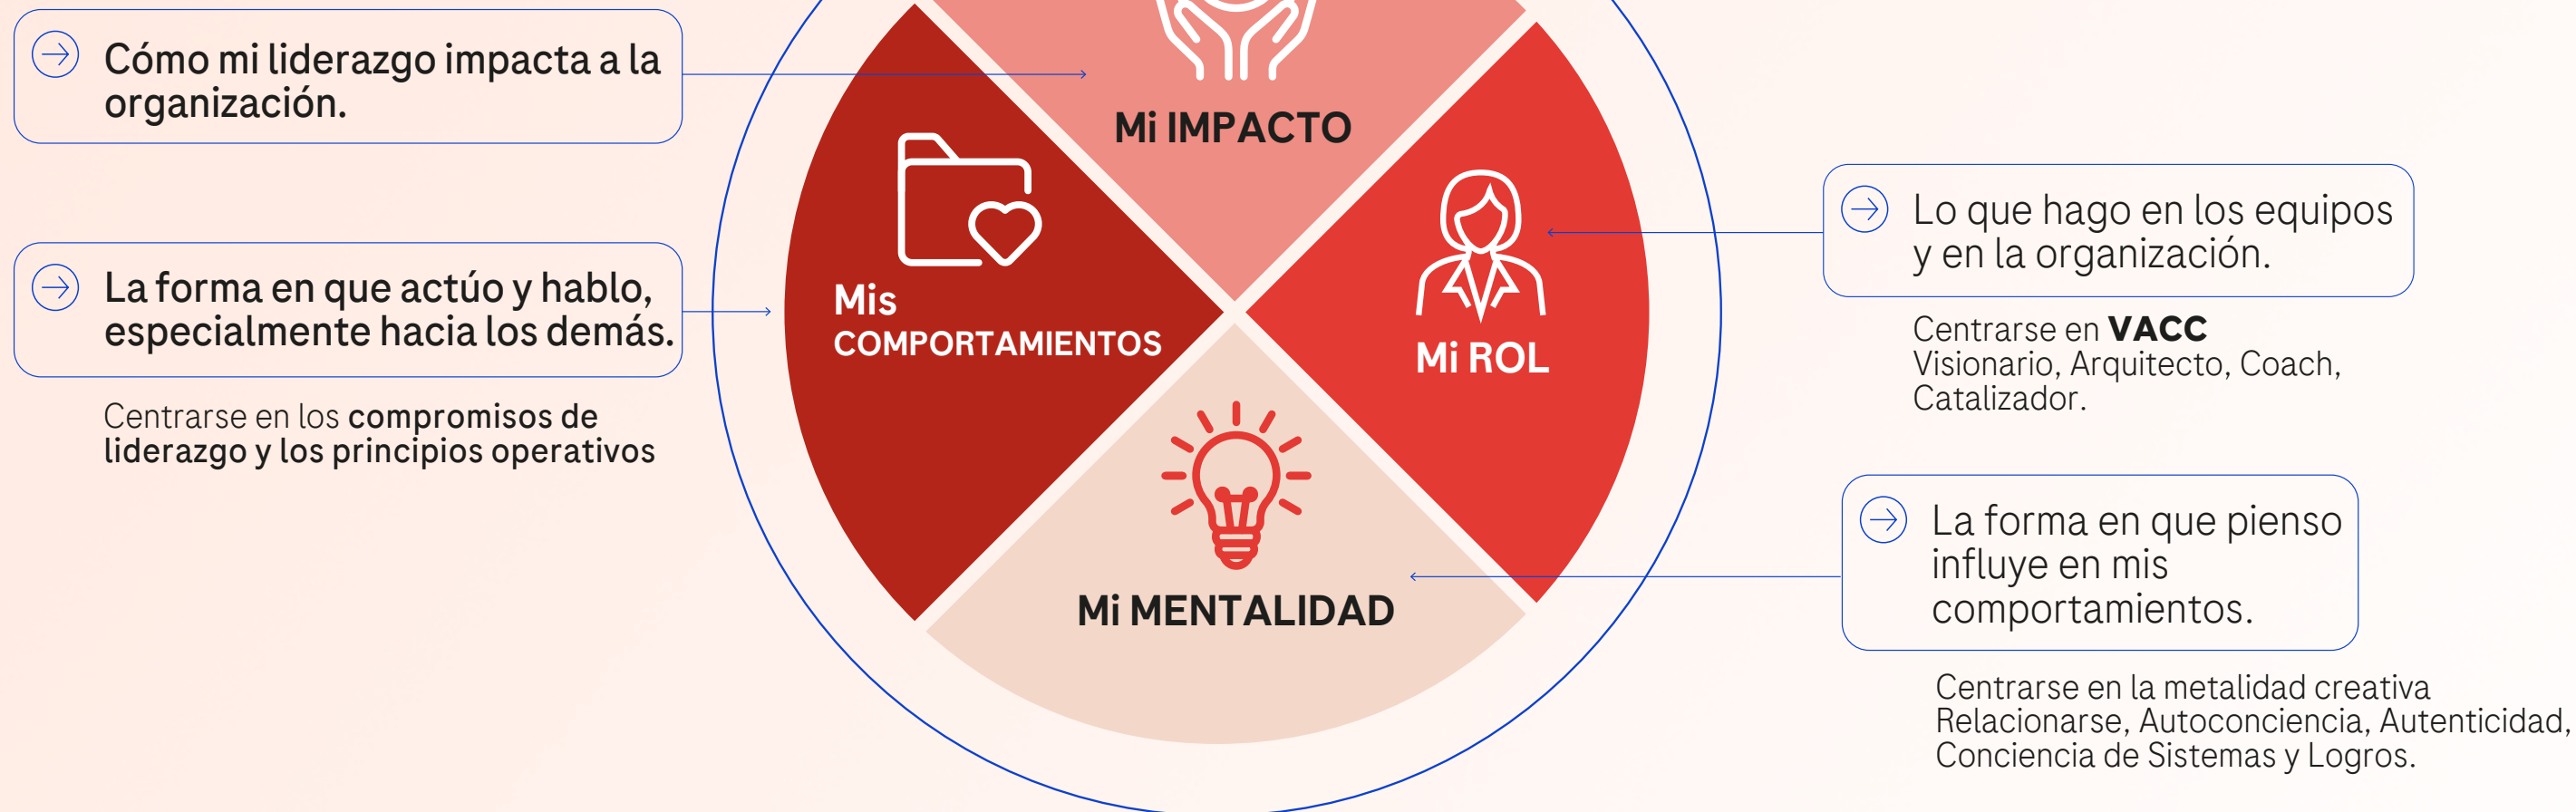 Cómo mi liderazgo impacta a la
organización.
Mi IMPACTO
La forma en que actúo y hablo,
especialmente hacia los demás.
Centrarse en los compromisos de
liderazgo y los principios operativos
Mis
COMPORTAMIENTOS
Mi ROL
Lo que hago en los equipos
y en la organización.
Centrarse en VACC
Visionario, Arquitecto, Coach,
Catalizador.
Mi MENTALIDAD
La forma en que pienso
influye en mis
comportamientos.
Centrarse en la metalidad creativa
Relacionarse, Autoconciencia, Autenticidad,
Conciencia de Sistemas y Logros.